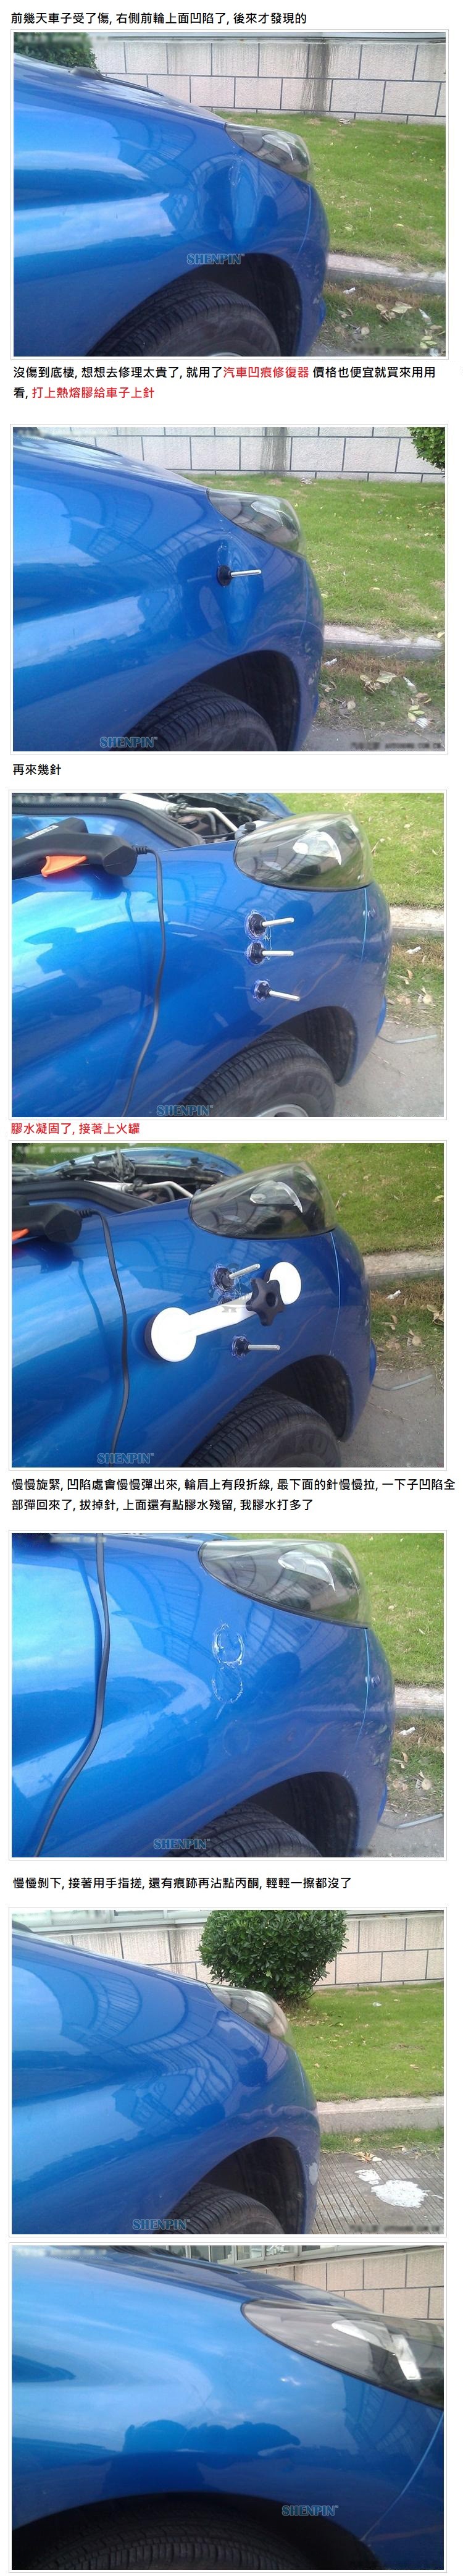 前幾天車子受了傷, 右側前輪上面凹陷了, 後來才發現的
SHENPIN
沒傷到底棲, 想想去修理太貴了, 就用了汽車凹痕修復器 價格也便宜就買來用用
看, 打上熱熔膠給車子上針
SHENPIN
再來幾針
SHENPIN
膠水凝固了, 接著上火罐
SHENPIN
慢慢旋緊, 凹陷處會慢慢彈出來, 輪眉上有段折線, 最下面的針慢慢拉, 一下子凹陷全
部彈回來了, 拔掉針, 上面還有點膠水殘留, 我膠水打多了
SHENPIN
慢慢剝下, 接著用手指搓, 還有痕跡再沾點丙酮, 輕輕一擦都沒了
SHENPIN
SHENPIN